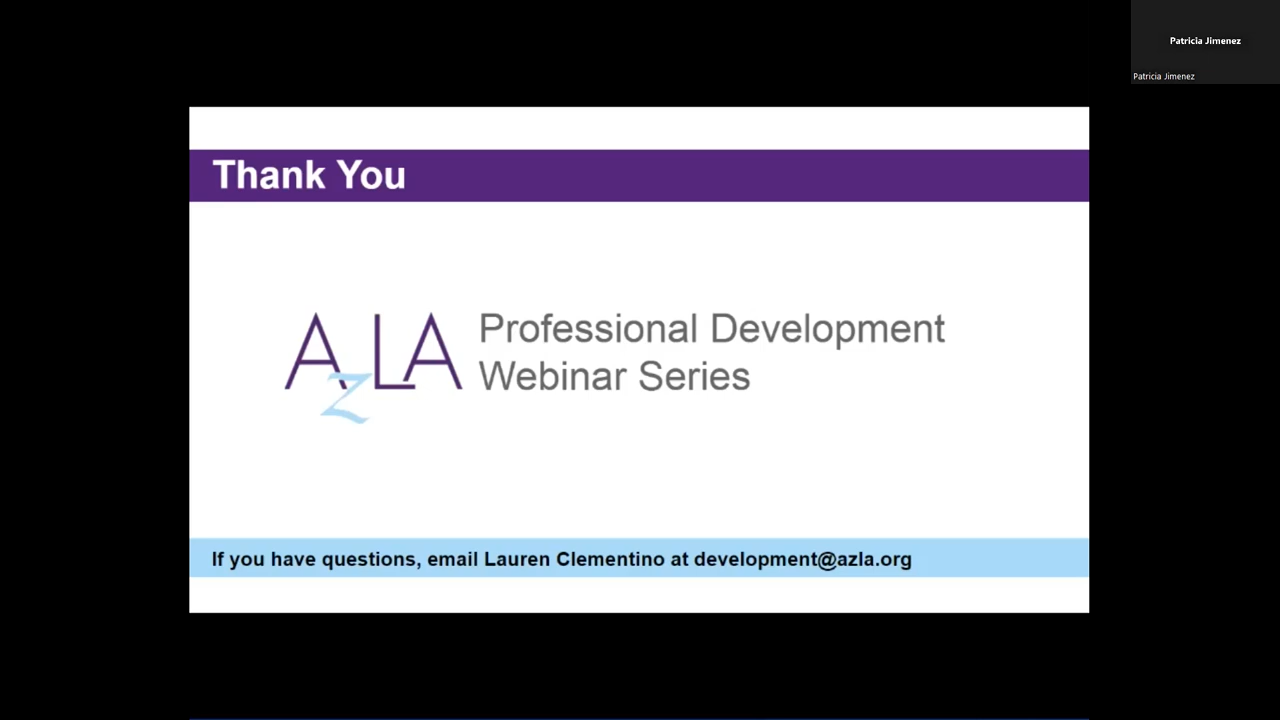 Patricia Jimenez
Patricia Jimenez
Thank You
AzLA
Professional Development
Webinar Series
If you have questions, email Lauren Clementino at development@azla.org